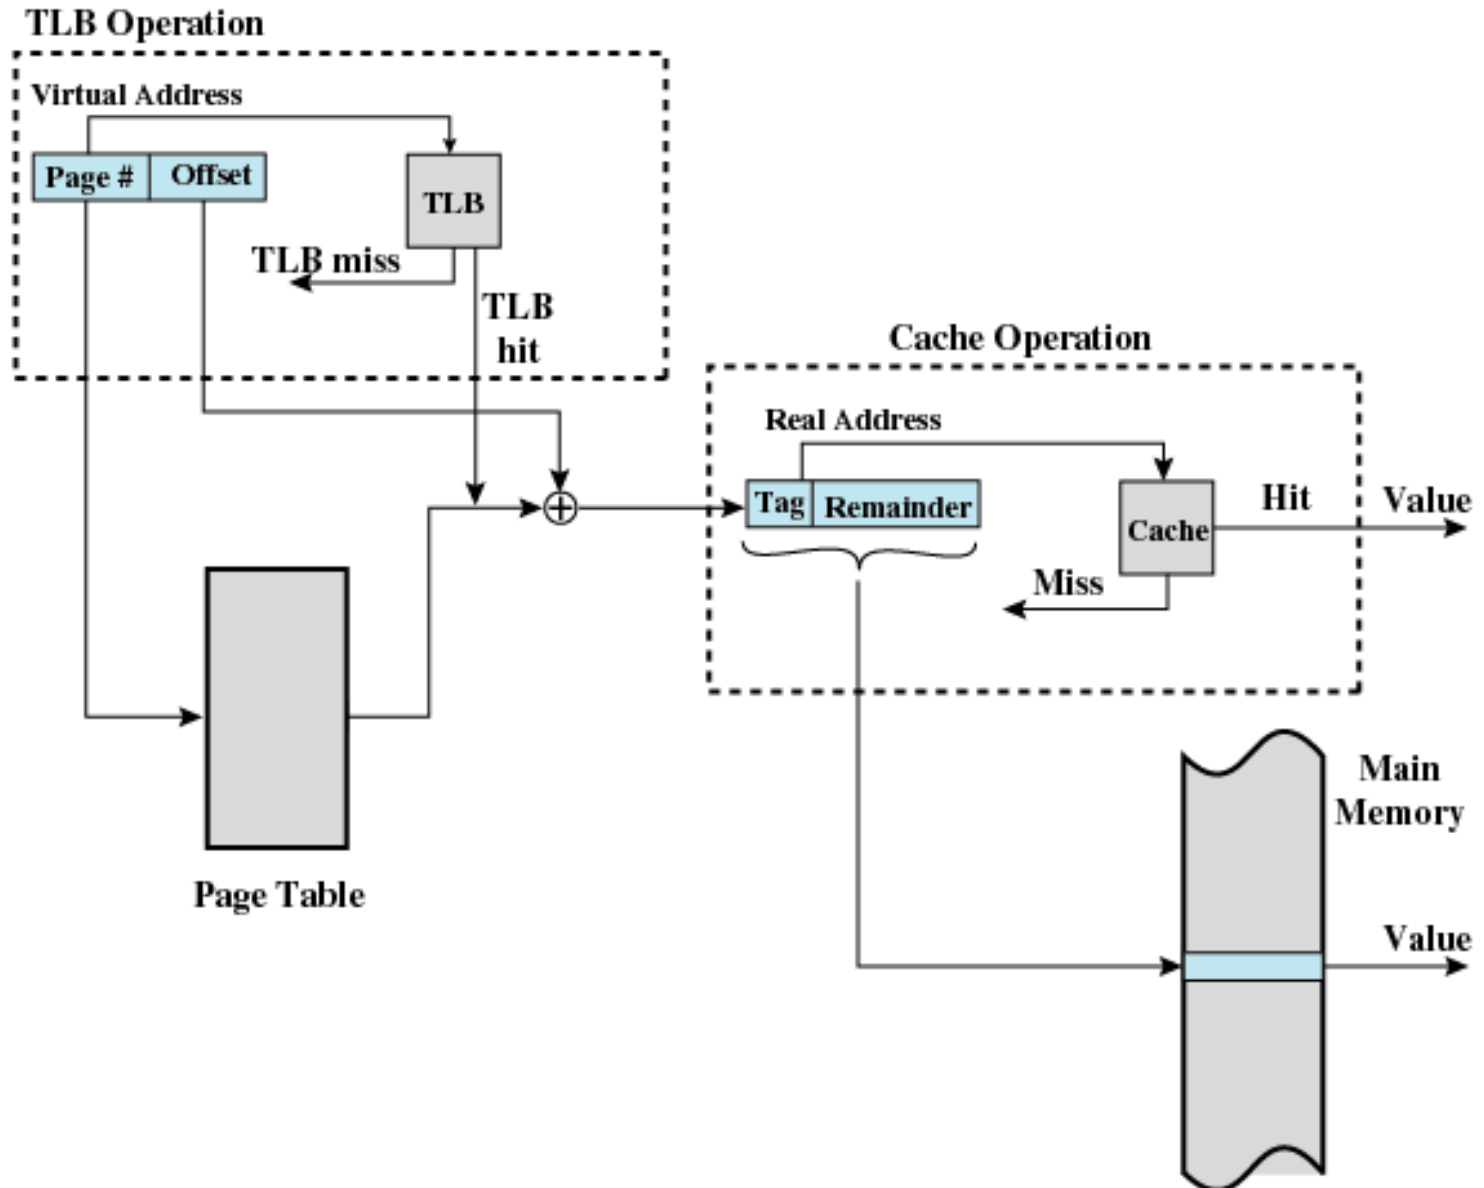 TLB Operation
Virtual Address
Page #
Offset
TLB
TLB miss
TLB
hit
Cache Operation
Real Address
Tag
Remainder
Cache
Hit
Value
Miss
Page Table
Main
Memory
Value